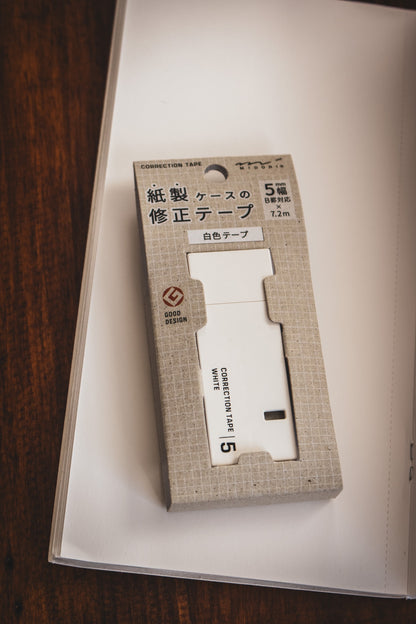 CORRECTION TAPE
MIDORI
紙製ケースの
修正テープ
5mm幅
B罫対応
×
7.2m
白色テープ
GOOD
DESIGN
CORRECTION TAPE
WHITE
5